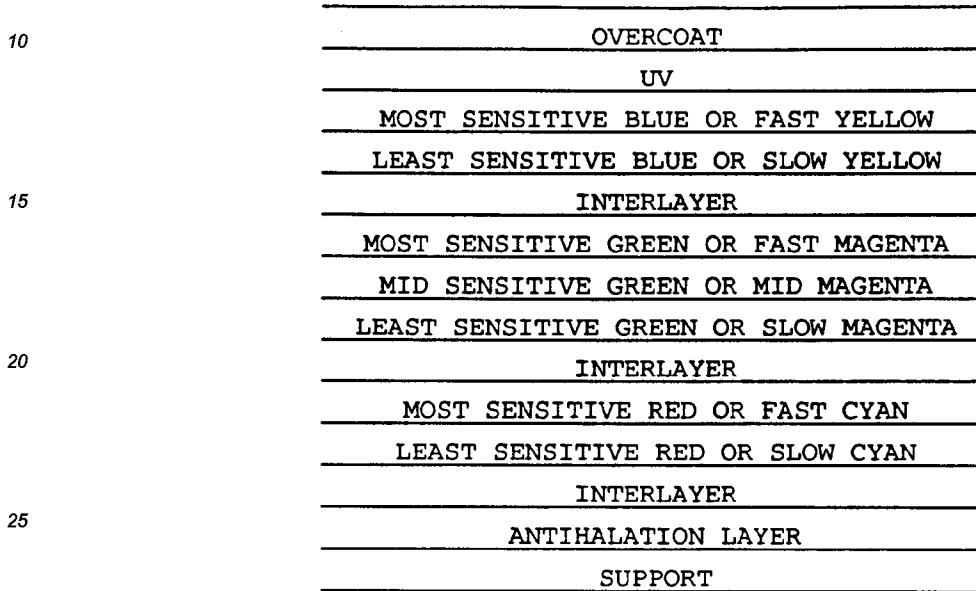 10 OVERCOAT
UV
MOST SENSITIVE BLUE OR FAST YELLOW
LEAST SENSITIVE BLUE OR SLOW YELLOW
15 INTERLAYER
MOST SENSITIVE GREEN OR FAST MAGENTA
MID SENSITIVE GREEN OR MID MAGENTA
LEAST SENSITIVE GREEN OR SLOW MAGENTA
20 INTERLAYER
MOST SENSITIVE RED OR FAST CYAN
LEAST SENSITIVE RED OR SLOW CYAN
INTERLAYER
25 ANTIHALATION LAYER
SUPPORT